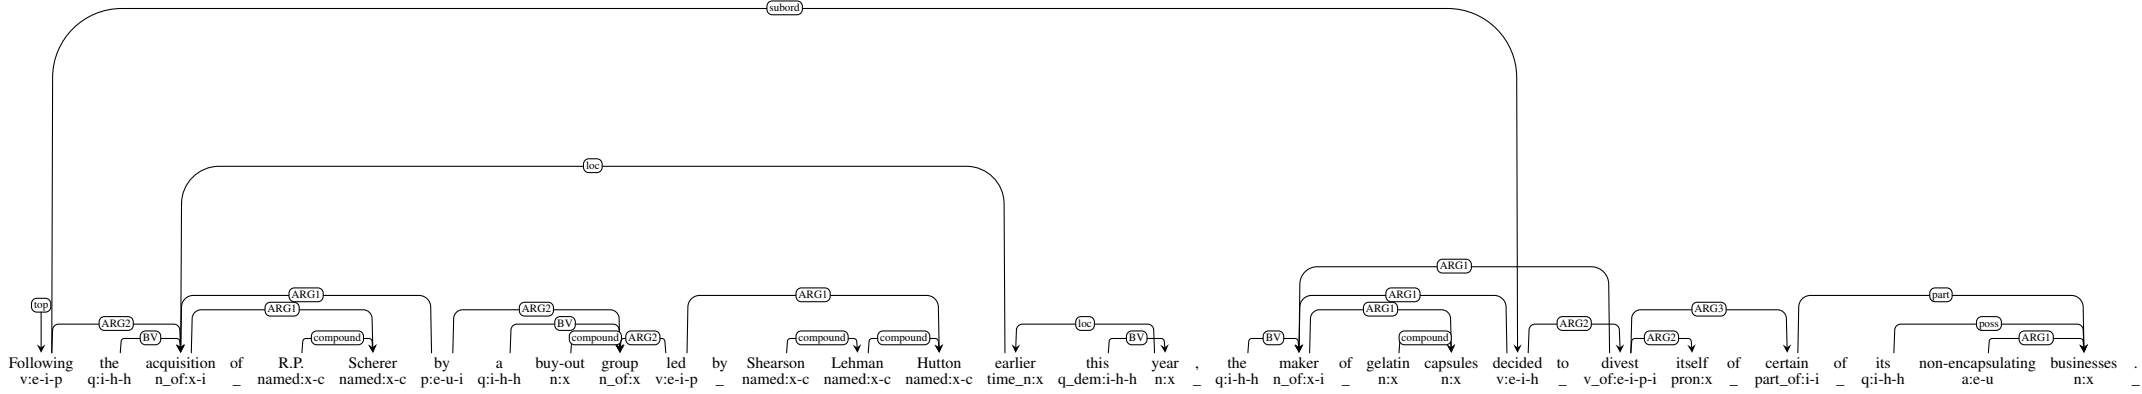 subord
loc
ARG1
top ARG1 ARG1 ARG1 part
ARG1 ARG2 ARG1 ARG3
ARG2 BV loc ARG2 poss
BV compound compound ARG2 compound compound BV BV compound ARG2 ARG1
Following the acquisition of R.P. Scherer by a buy-out group led by Shearson Lehman Hutton earlier this year , the maker of gelatin capsules decided to divest itself of certain of its non-encapsulating businesses .
v:e-i-p q:i-h-h n_of:x-i _ named:x-c named:x-c p:e-u-i q:i-h-h n:x n_of:x v:e-i-p _ named:x-c named:x-c named:x-c time_n:x q_dem:i-h-h n:x _ q:i-h-h n_of:x-i _ n:x n:x v:e-i-h _ v_of:e-i-p-i pron:x _ part_of:i-i _ q:i-h-h a:e-u n:x _